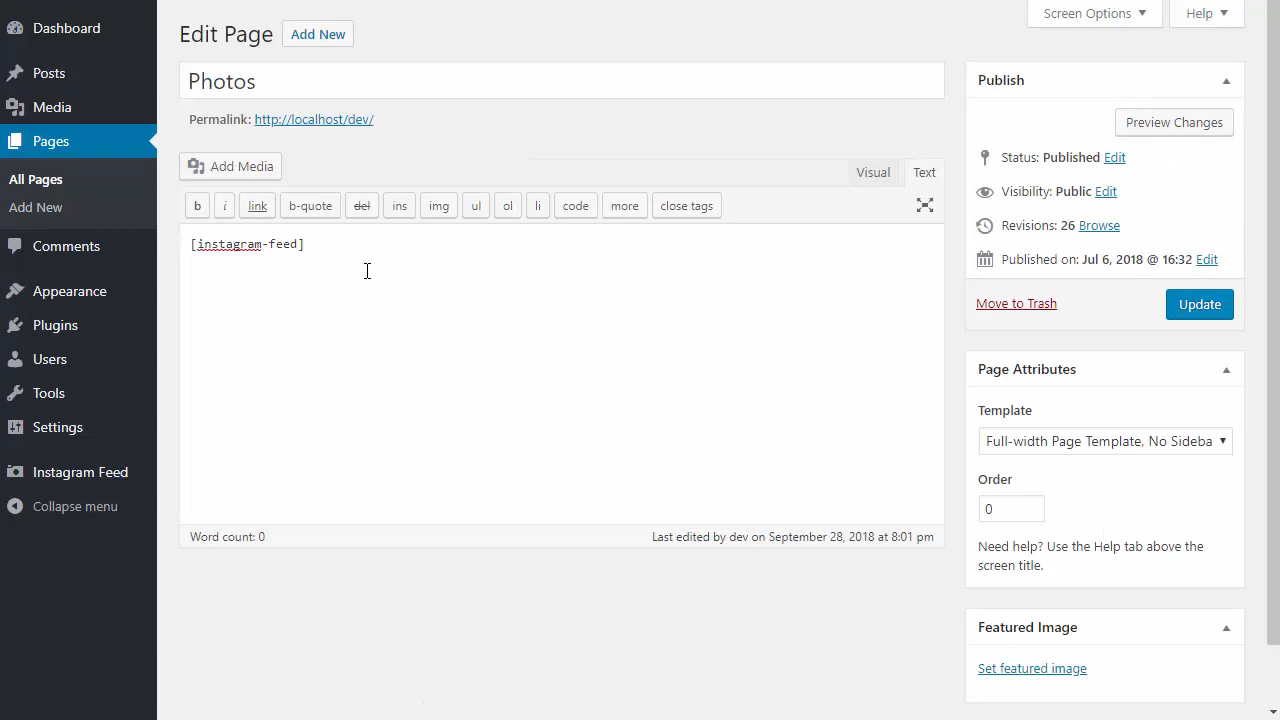 Dashboard
Posts
Media
Pages
All Pages
Add New
Comments
Appearance
Plugins
Users
Tools
Settings
Instagram Feed
Collapse menu
Screen Options
Help
Edit Page
Add New
Photos
Permalink: http://localhost/dev/
Add Media
Visual
Text
b
i
link
b-quote
del
ins
img
ul
ol
li
code
more
close tags
[instagram-feed]
Word count: 0
Last edited by dev on September 28, 2018 at 8:01 pm
Publish
Preview Changes
Status: Published Edit
Visibility: Public Edit
Revisions: 26 Browse
Published on: Jul 6, 2018 @ 16:32 Edit
Move to Trash
Update
Page Attributes
Template
Full-width Page Template, No Sideba
Order
0
Need help? Use the Help tab above the
screen title.
Featured Image
Set featured image